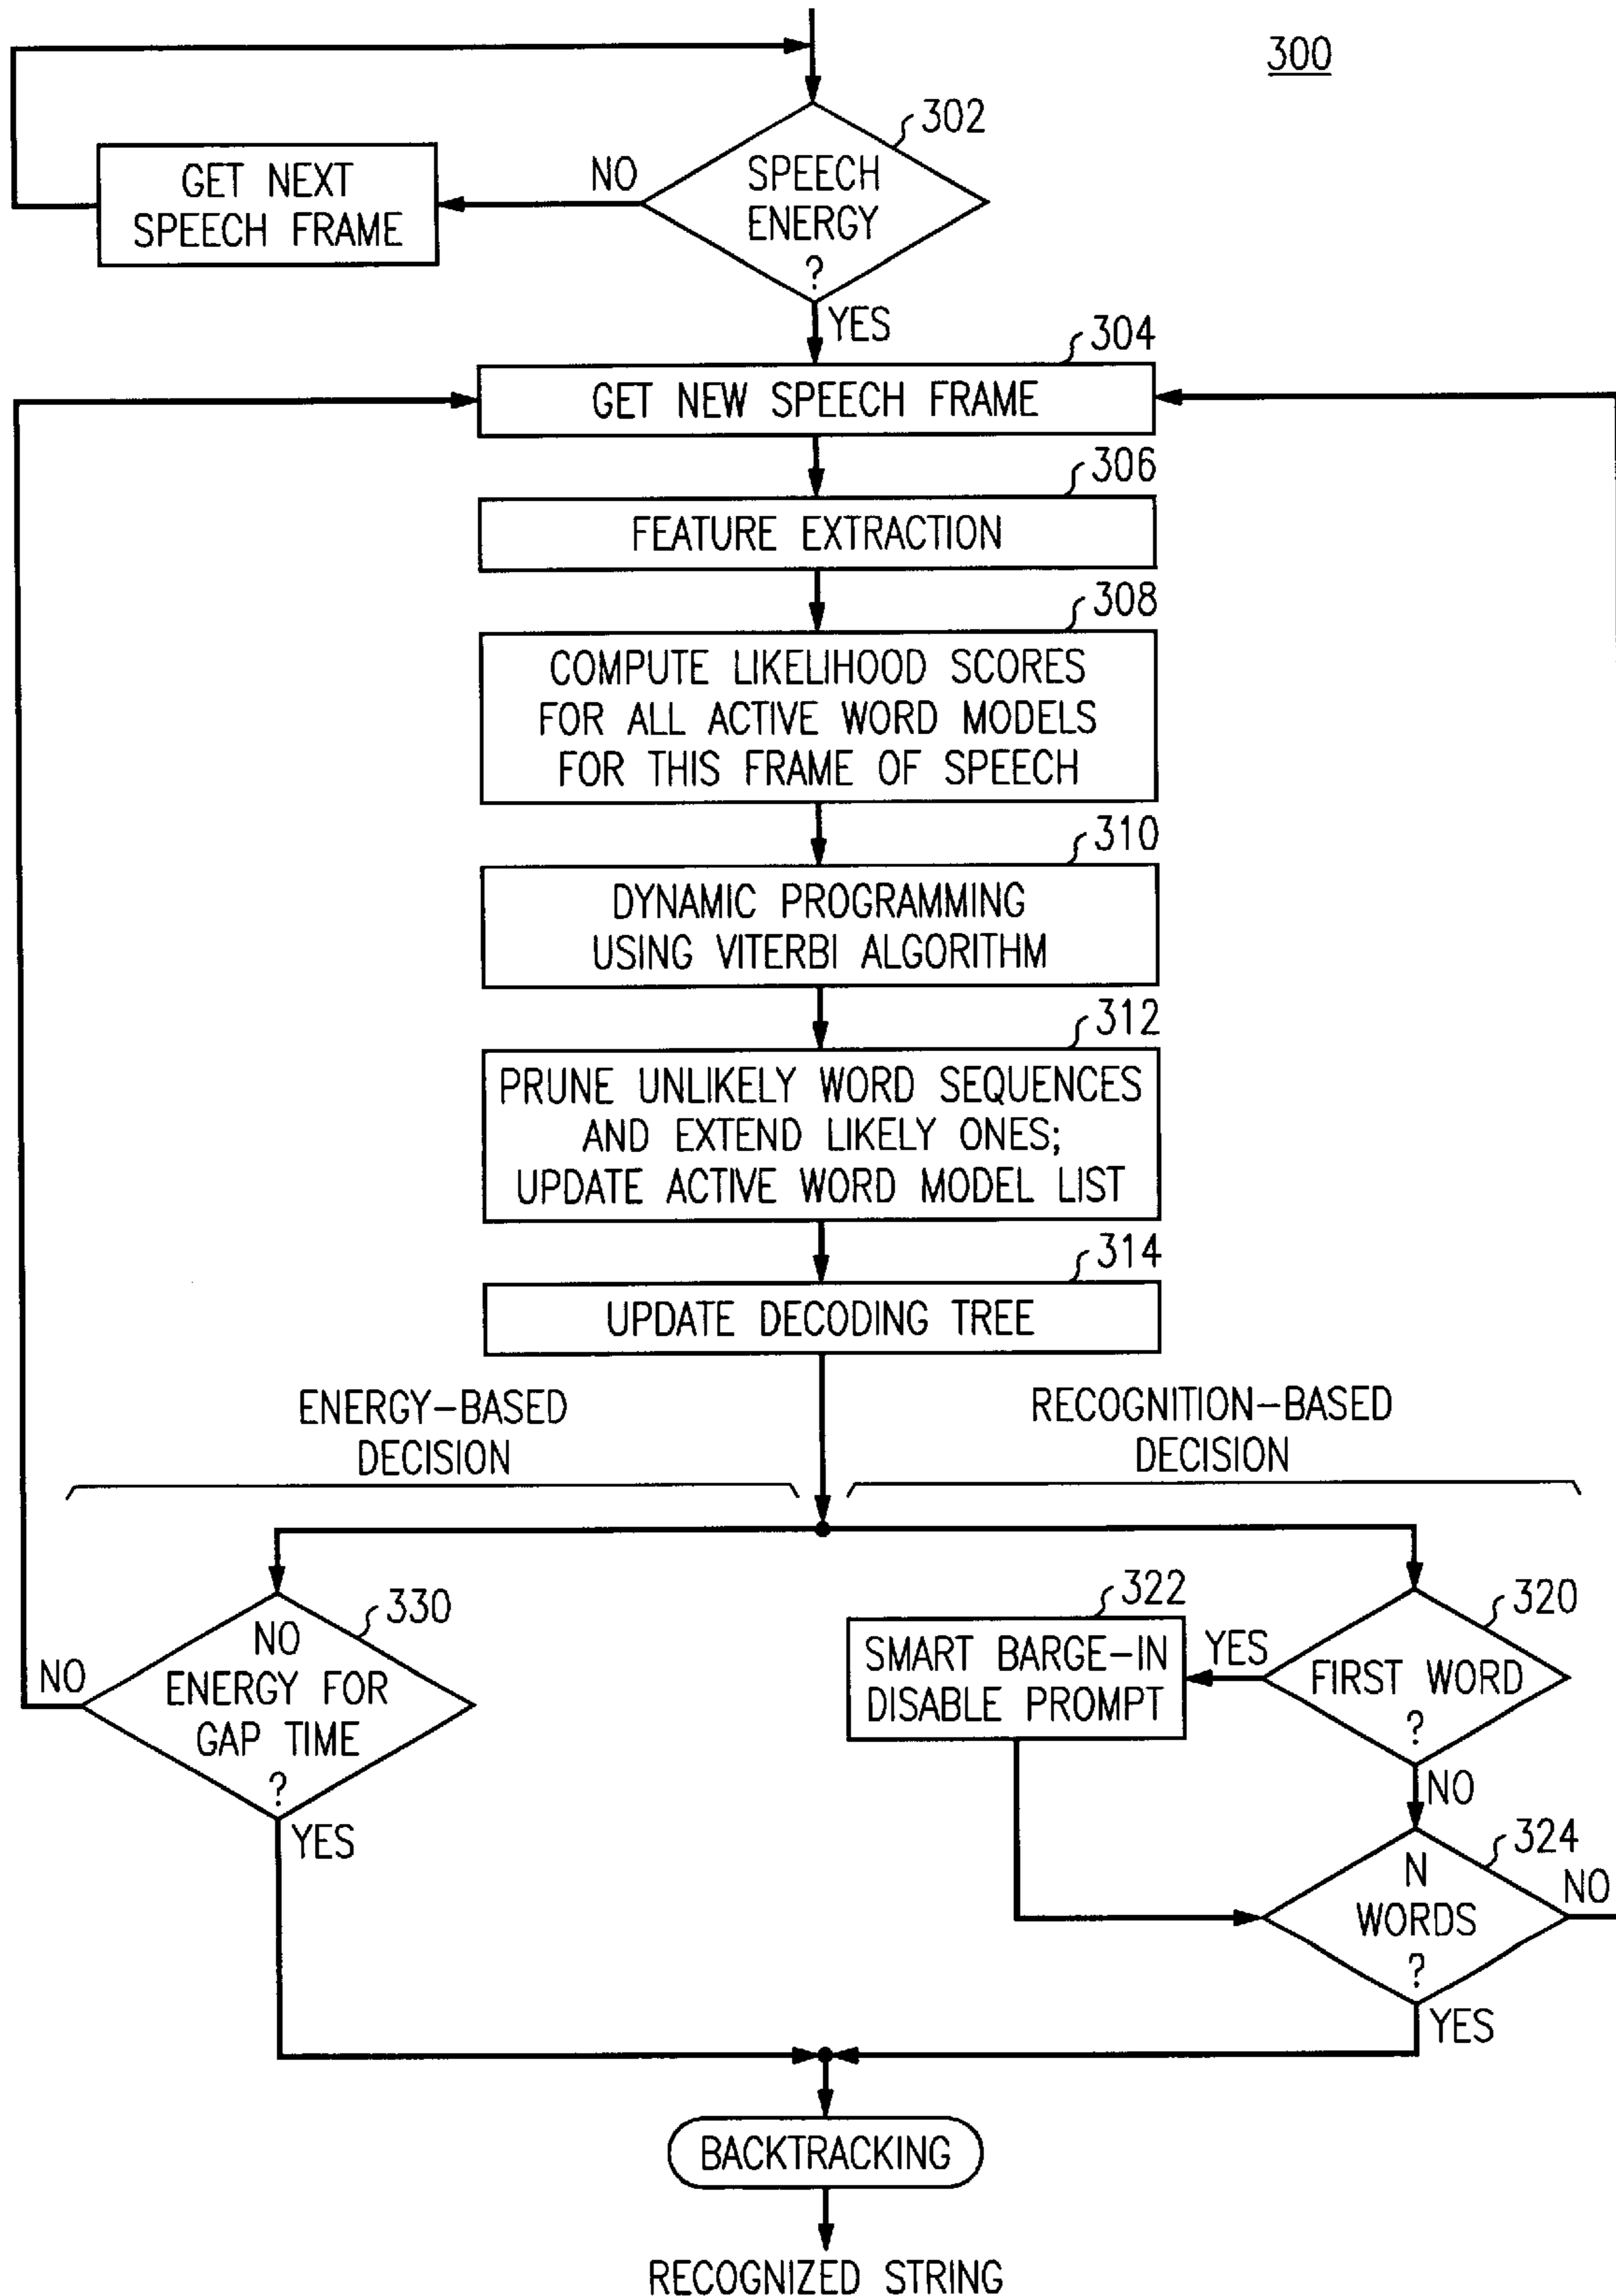 300
302
SPEECH
ENERGY
?
NO
GET NEXT
SPEECH FRAME
YES
304
GET NEW SPEECH FRAME
306
FEATURE EXTRACTION
308
COMPUTE LIKELIHOOD SCORES
FOR ALL ACTIVE WORD MODELS
FOR THIS FRAME OF SPEECH
310
DYNAMIC PROGRAMMING
USING VITERBI ALGORITHM
312
PRUNE UNLIKELY WORD SEQUENCES
AND EXTEND LIKELY ONES;
UPDATE ACTIVE WORD MODEL LIST
314
UPDATE DECODING TREE
ENERGY-BASED
DECISION
RECOGNITION-BASED
DECISION
330
NO
ENERGY FOR
GAP TIME
?
NO
YES
320
FIRST WORD
?
YES
322
SMART BARGE-IN
DISABLE PROMPT
NO
324
N
WORDS
?
NO
YES
BACKTRACKING
RECOGNIZED STRING